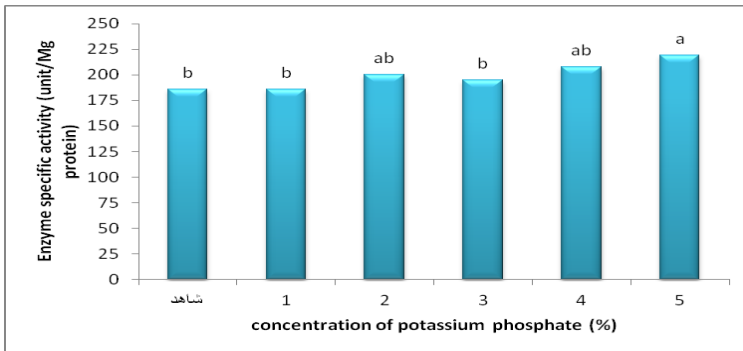 Enzyme specific activity (unit/Mg
protein)
250
225
200
175
150
125
100
75
50
25
0
b
b
ab
b
ab
a
شاهد
1
2
3
4
5
concentration of potassium phosphate (%)